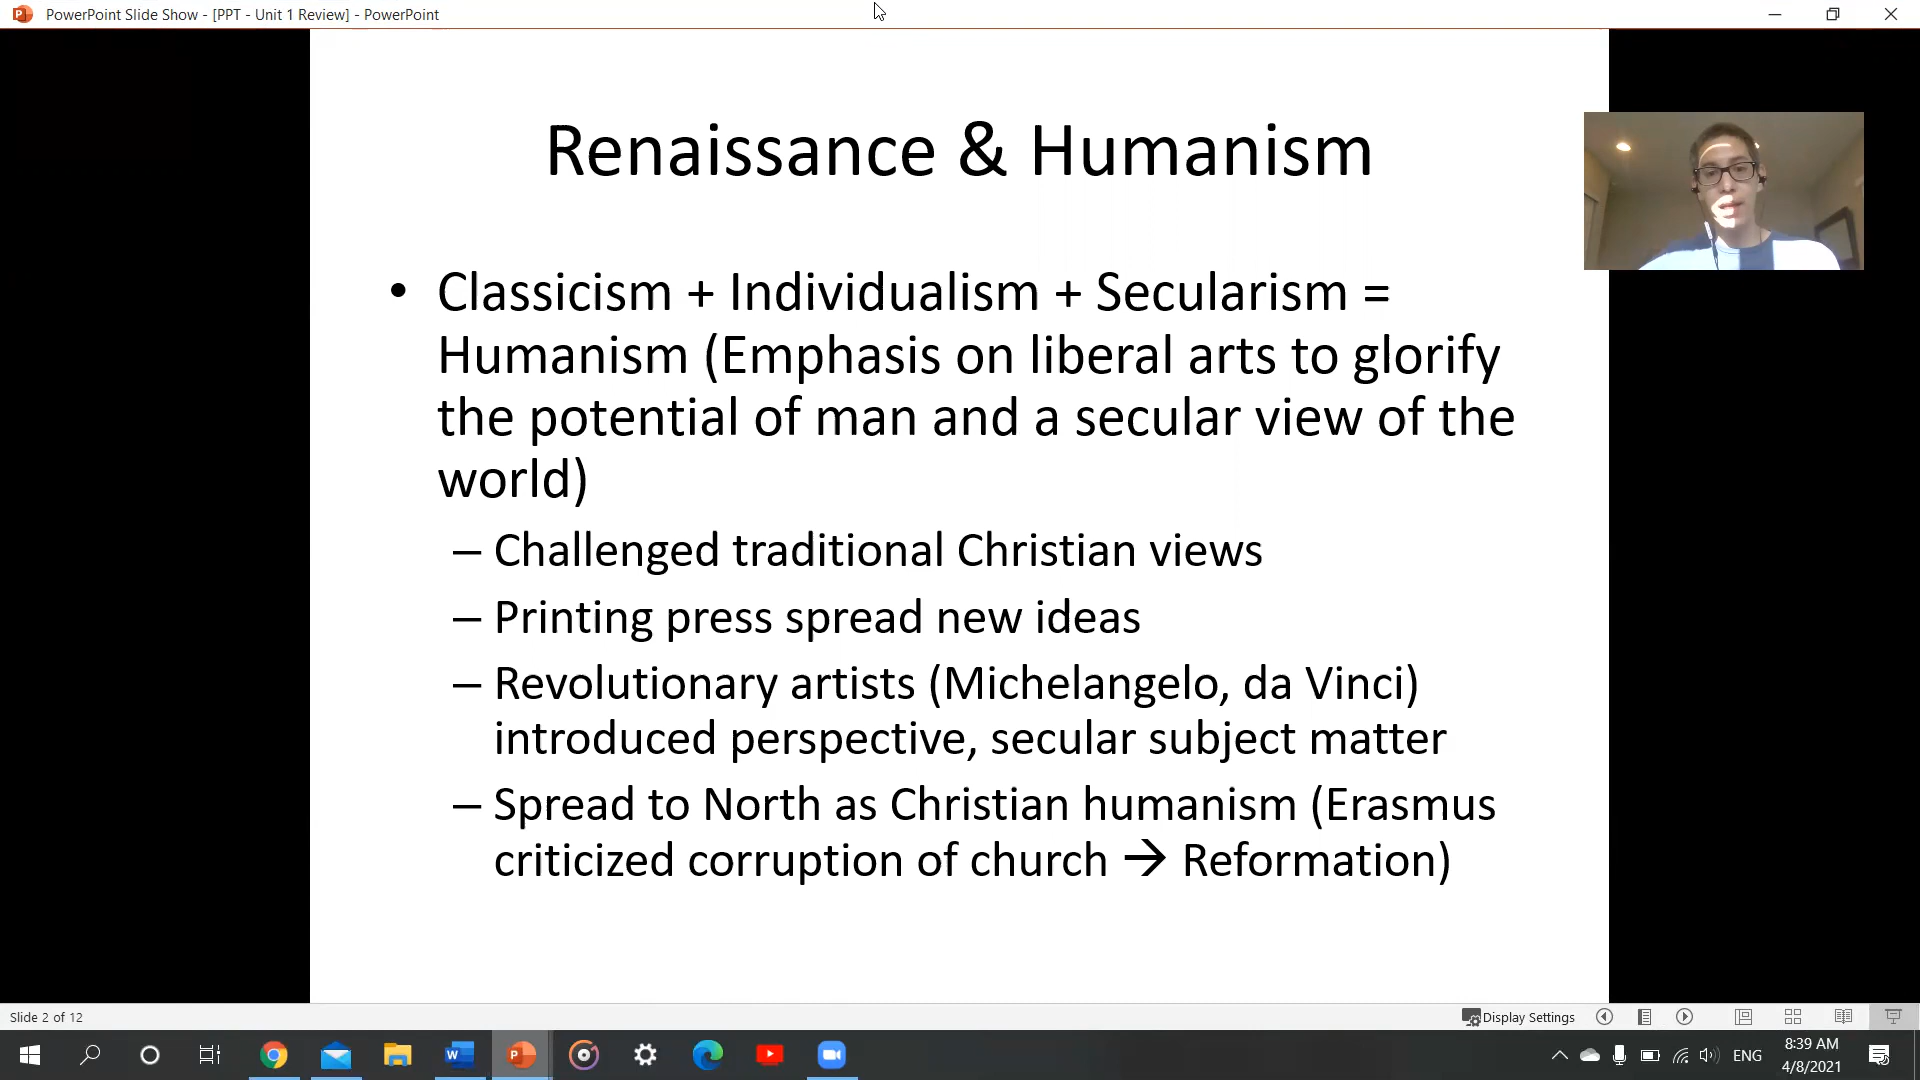 PowerPoint Slide Show - [PPT - Unit 1 Review] - PowerPoint
Renaissance & Humanism
• Classicism + Individualism + Secularism =
Humanism (Emphasis on liberal arts to glorify
the potential of man and a secular view of the
world)
– Challenged traditional Christian views
– Printing press spread new ideas
– Revolutionary artists (Michelangelo, da Vinci)
introduced perspective, secular subject matter
– Spread to North as Christian humanism (Erasmus
criticized corruption of church → Reformation)
Slide 2 of 12
Display Settings
ENG
8:39 AM
4/8/2021